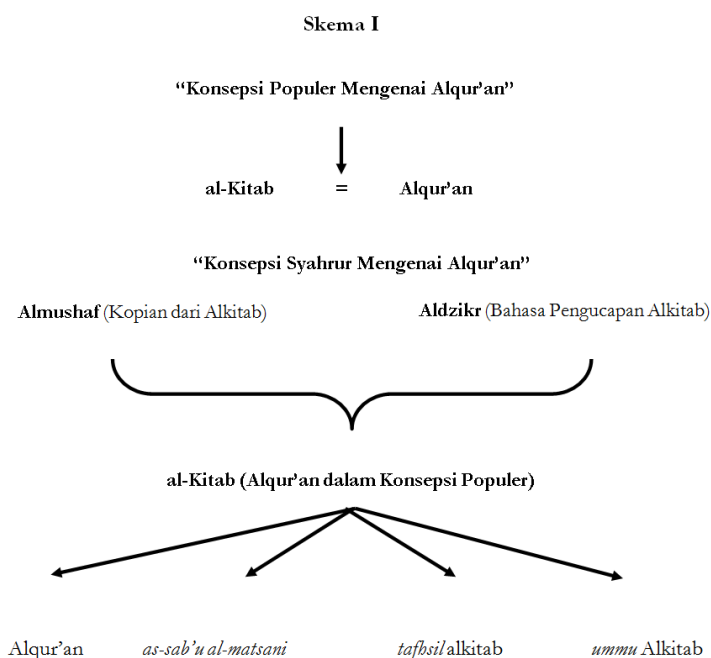 Skema I
“Konsepsi Populer Mengenai Alqur’an”
al-Kitab = Alqur’an
“Konsepsi Syahrur Mengenai Alqur’an”
Almushaf (Kopian dari Alkitab) Aldzikr (Bahasa Pengucapan Alkitab)
al-Kitab (Alqur’an dalam Konsepsi Populer)
Alqur’an as-sab’u al-matsani tafhsil alkitab ummu Alkitab